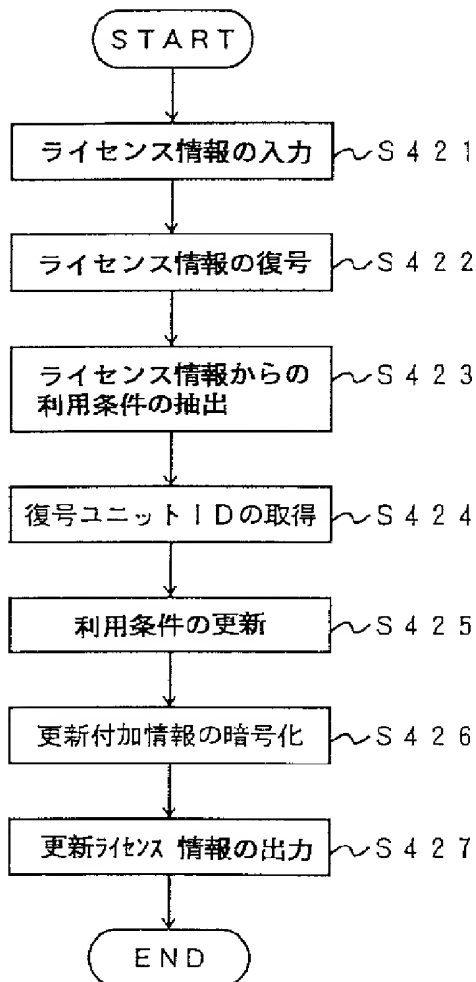 ＳＴＡＲＴ
ライセンス情報の入力 Ｓ４２１
ライセンス情報の復号 Ｓ４２２
ライセンス情報からの Ｓ４２３
利用条件の抽出
復号ユニットＩＤの取得 Ｓ４２４
利用条件の更新 Ｓ４２５
更新付加情報の暗号化 Ｓ４２６
更新ﾗｲｾﾝｽ 情報の出力 Ｓ４２７
ＥＮＤ